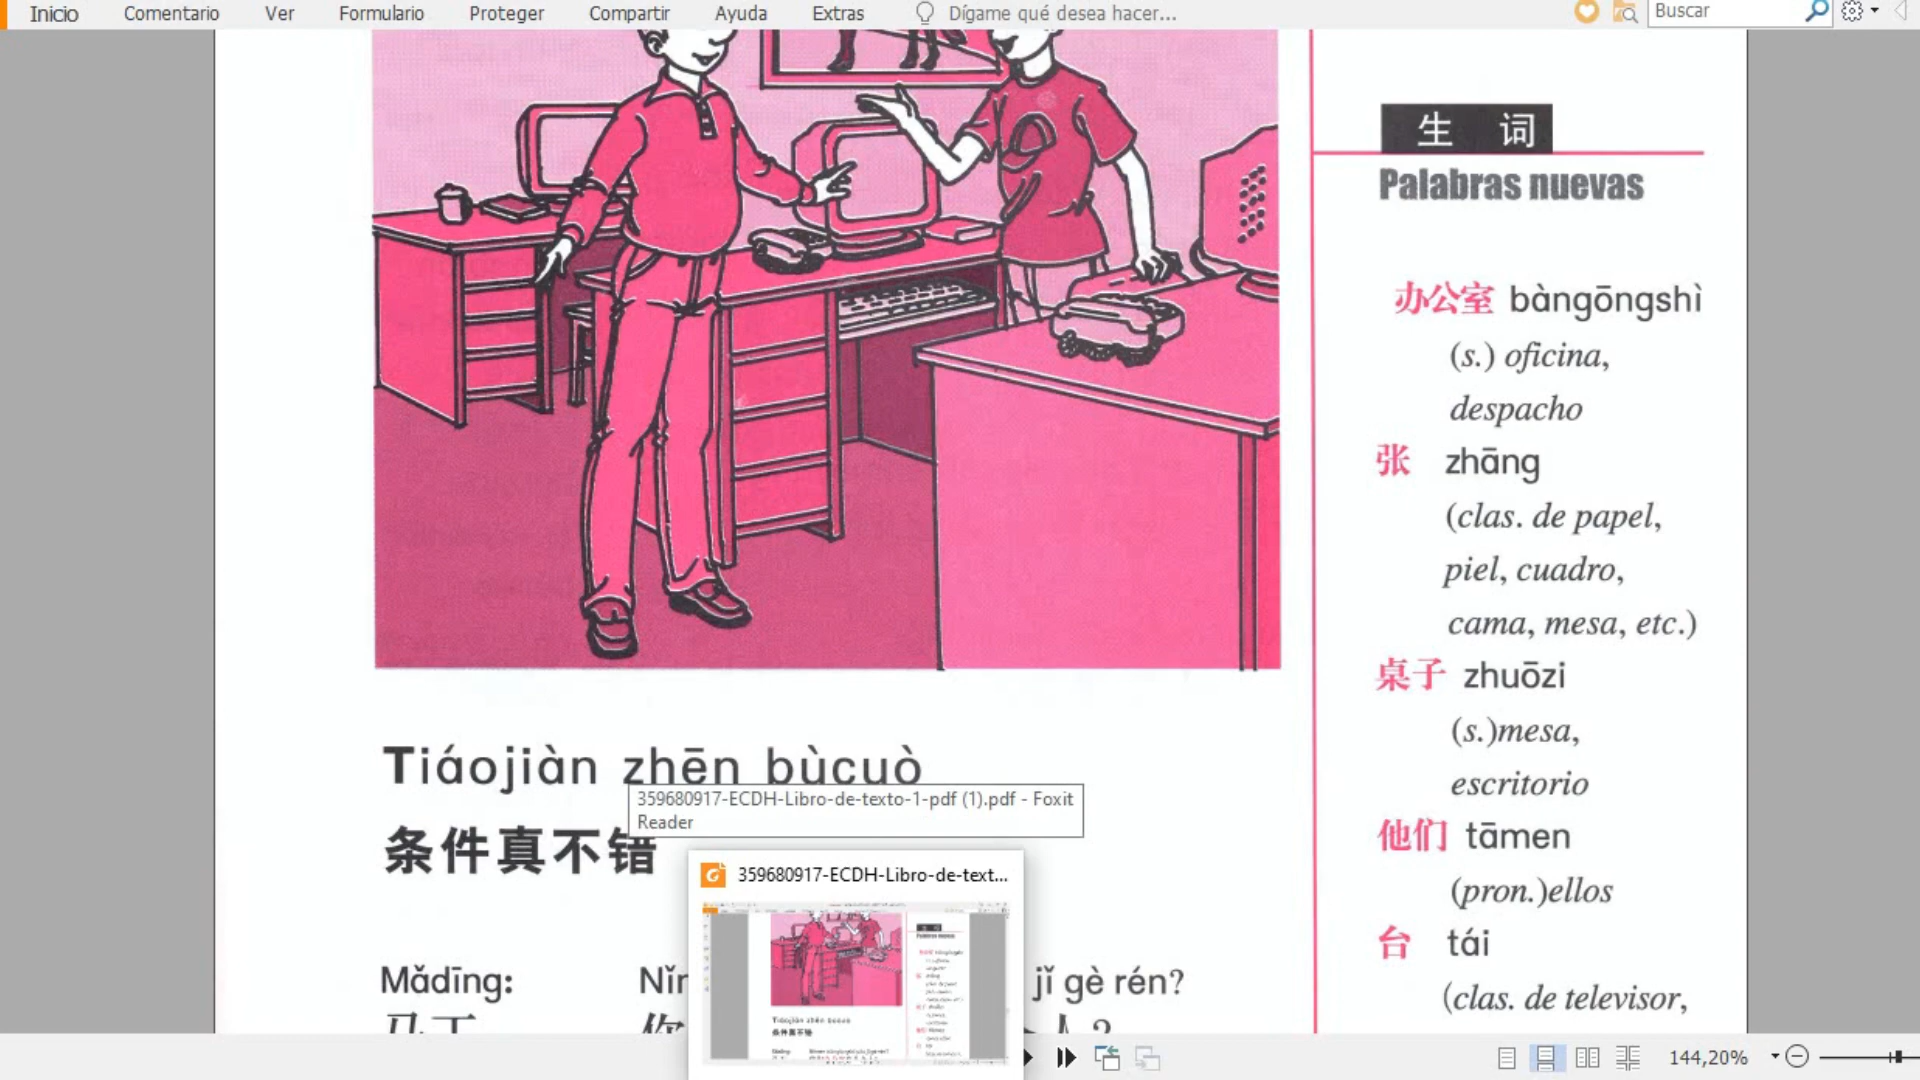 Inicio Comentario Ver Formulario Proteger Compartir Ayuda Extras Dígame qué desea hacer... Buscar
生 词
Palabras nuevas
办公室 bàngōngshì
(s.) oficina,
despacho
张 zhāng
(clas. de papel,
piel, cuadro,
cama, mesa, etc.)
桌子 zhuōzi
(s.)mesa,
escritorio
他们 tāmen
(pron.)ellos
台 tái
(clas. de televisor,
Tiáojiàn zhēn bùcuò
359680917-ECDH-Libro-de-texto-1-pdf (1).pdf - Foxit
Reader
条件真不错
359680917-ECDH-Libro-de-text...
Mǎdīng: jǐ gè rén?
144,20%